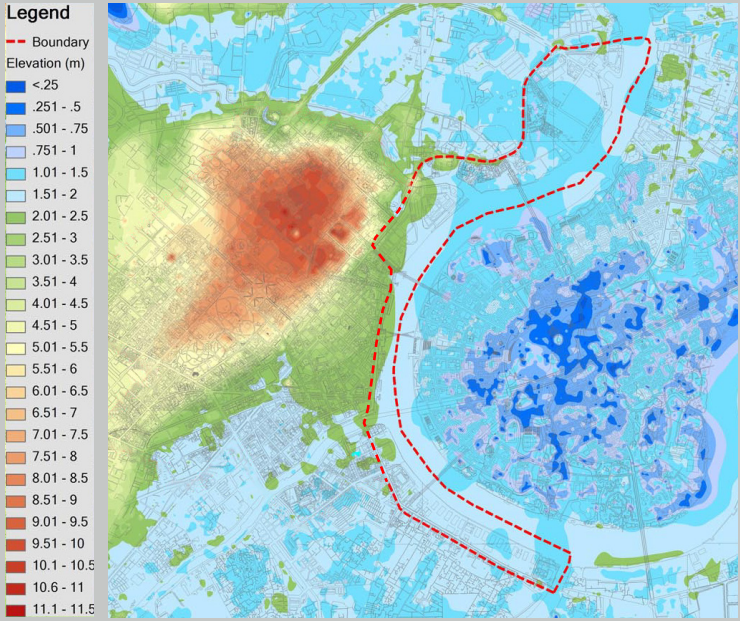 Legend
Boundary
Elevation (m)
<.25
.251 - .5
.501 - .75
.751 - 1
1.01 - 1.5
1.51 - 2
2.01 - 2.5
2.51 - 3
3.01 - 3.5
3.51 - 4
4.01 - 4.5
4.51 - 5
5.01 - 5.5
5.51 - 6
6.01 - 6.5
6.51 - 7
7.01 - 7.5
7.51 - 8
8.01 - 8.5
8.51 - 9
9.01 - 9.5
9.51 - 10
10.1 - 10.5
10.6 - 11
11.1 - 11.5